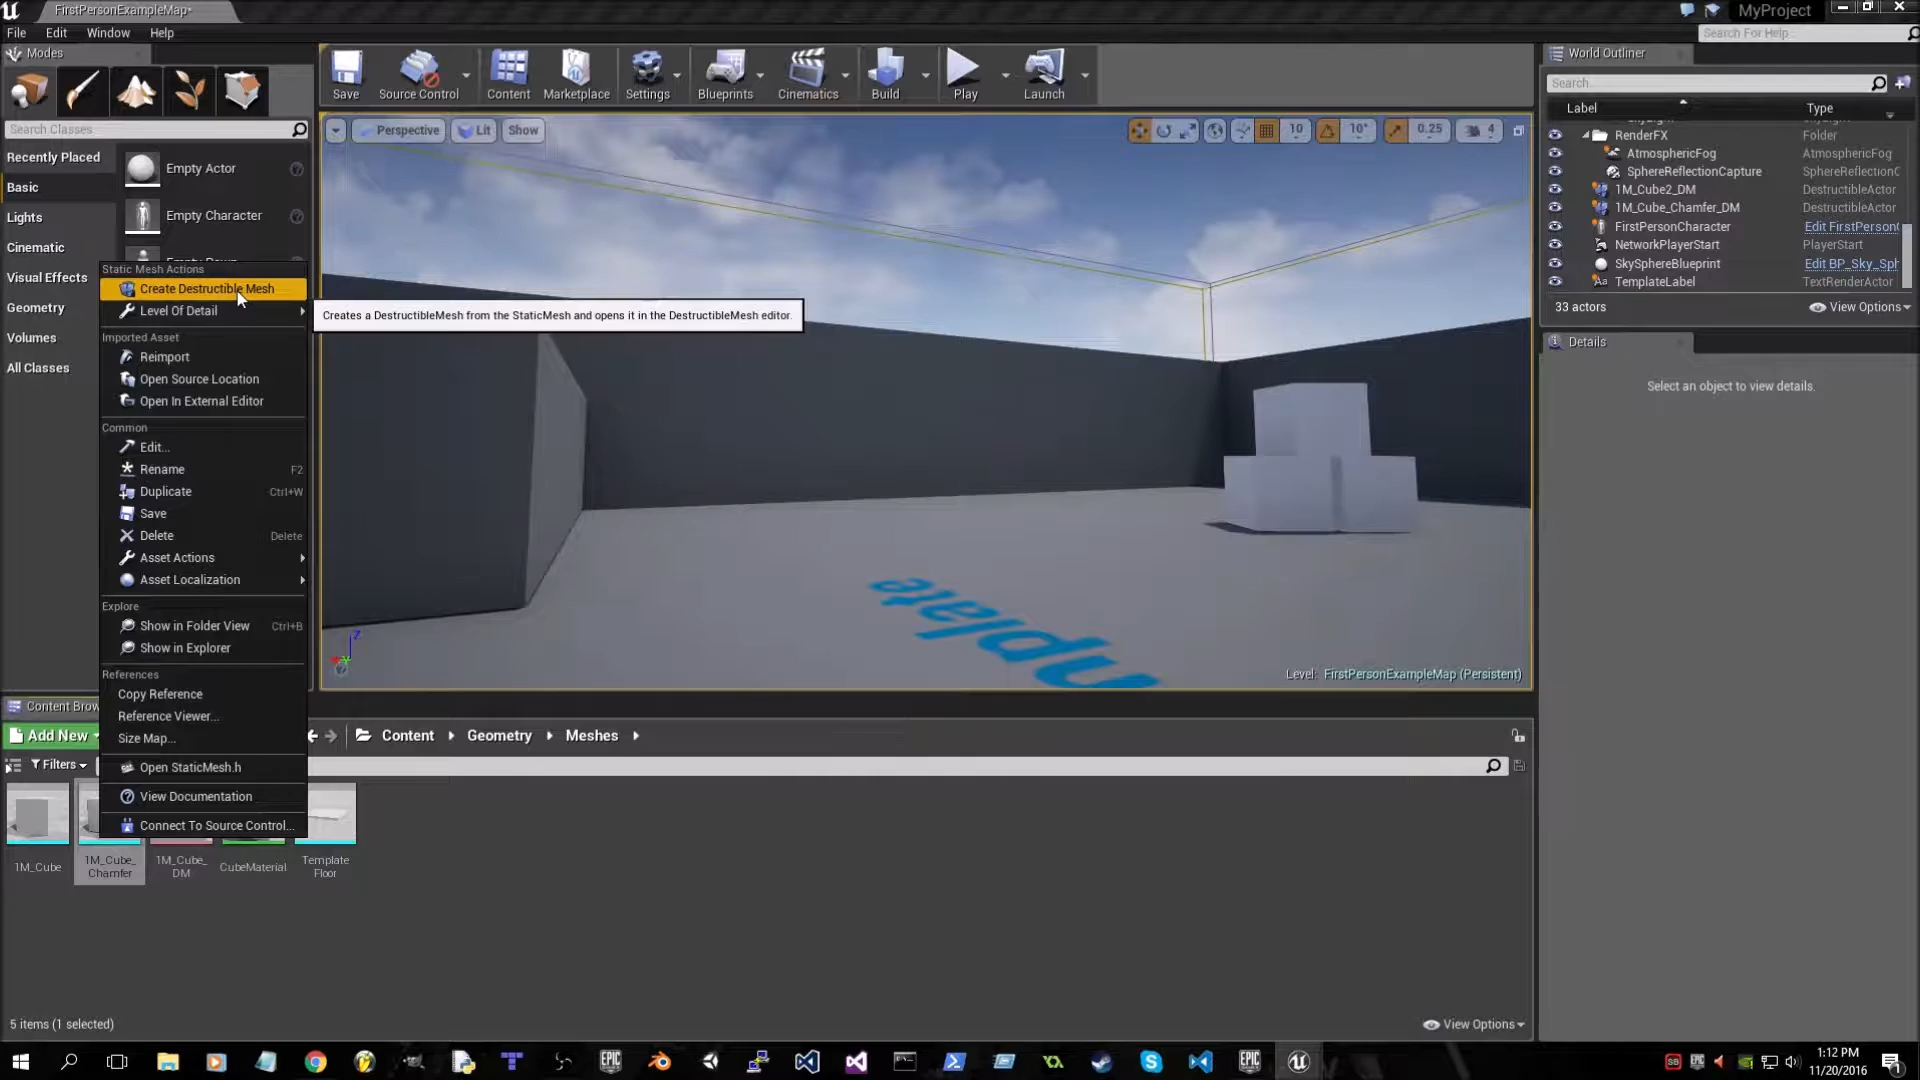 FirstPersonExampleMap*
MyProject
File Edit Window Help
Search For Help
Modes
Save Source Control Content Marketplace Settings Blueprints Cinematics Build Play Launch
World Outliner
Search Classes
Search...
Label Type
Perspective Lit Show
10 10° 0.25 4
Recently Placed
Basic
Lights
Cinematic
Visual Effects
Geometry
Volumes
All Classes
Empty Actor
Empty Character
RenderFX Folder
AtmosphericFog AtmosphericFog
SphereReflectionCapture SphereReflectionC
1M_Cube2_DM DestructibleActor
1M_Cube_Chamfer_DM DestructibleActor
FirstPersonCharacter Edit FirstPerson
NetworkPlayerStart PlayerStart
SkySphereBlueprint Edit BP_Sky_Sph
TemplateLabel TextRenderActor
33 actors View Options
Details
Select an object to view details.
Static Mesh Actions
Create Destructible Mesh
Level Of Detail
Creates a DestructibleMesh from the StaticMesh and opens it in the DestructibleMesh editor.
Imported Asset
Reimport
Open Source Location
Open In External Editor
Common
Edit...
Rename F2
Duplicate Ctrl+W
Save
Delete Delete
Asset Actions
Asset Localization
Explore
Show in Folder View Ctrl+B
Show in Explorer
References
Copy Reference
Reference Viewer...
Size Map...
Open StaticMesh.h
View Documentation
Connect To Source Control...
mplate
Z
Level: FirstPersonExampleMap (Persistent)
Content Brow
Add New
Content Geometry Meshes
Filters
1M_Cube
1M_Cube_
Chamfer
1M_Cube_
DM
CubeMaterial
Template
Floor
5 items (1 selected)
View Options
EPIC
EPIC
1:12 PM
11/20/2016